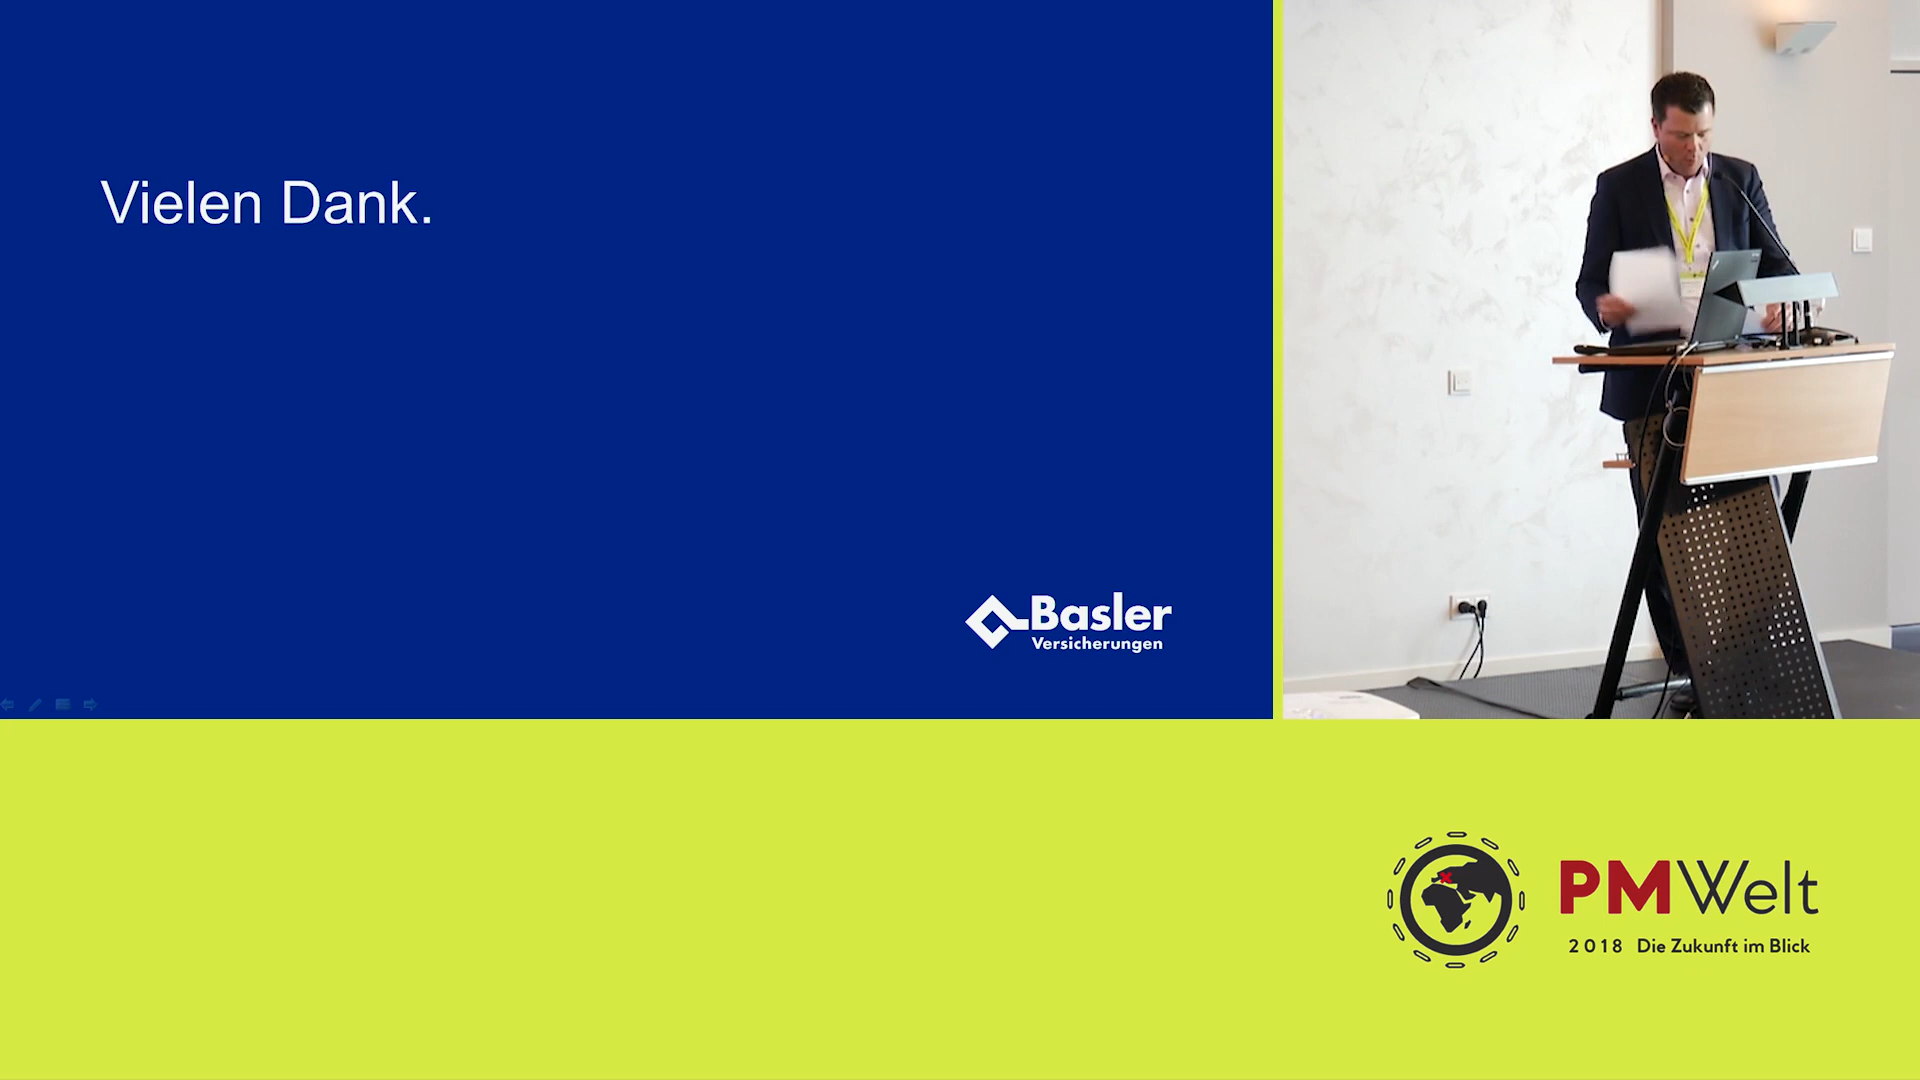 Vielen Dank.
Basler
Versicherungen
PMWelt
2018 Die Zukunft im Blick